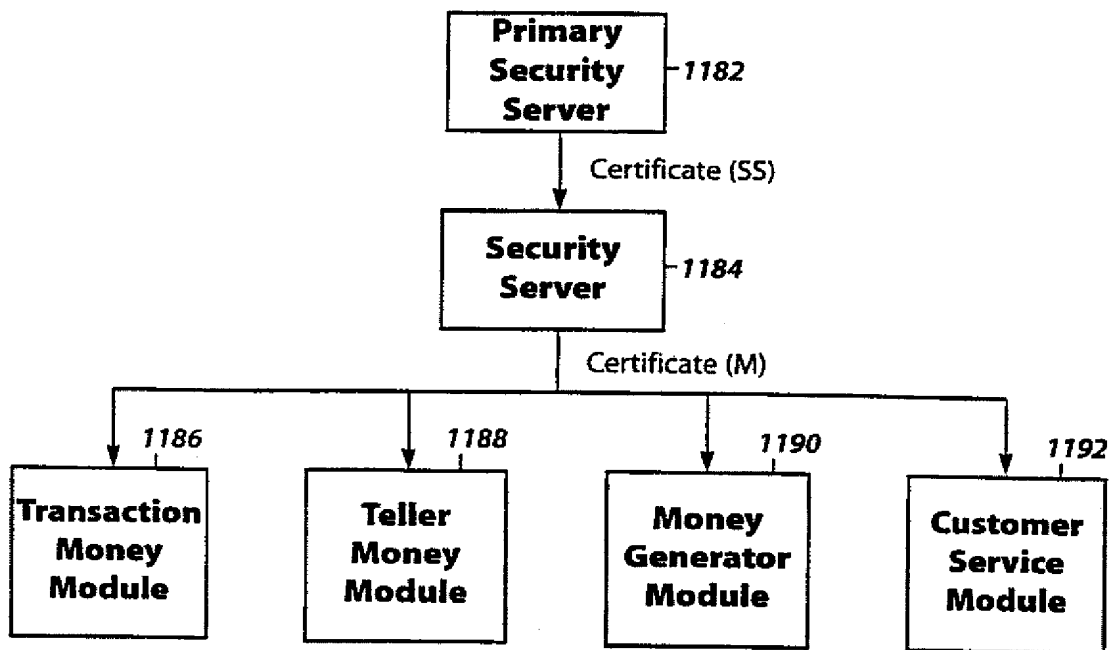 Primary
Security
Server
1182
Certificate (SS)
Security
Server
1184
Certificate (M)
1186
1188
1190
1192
Transaction
Money
Module
Teller
Money
Module
Money
Generator
Module
Customer
Service
Module